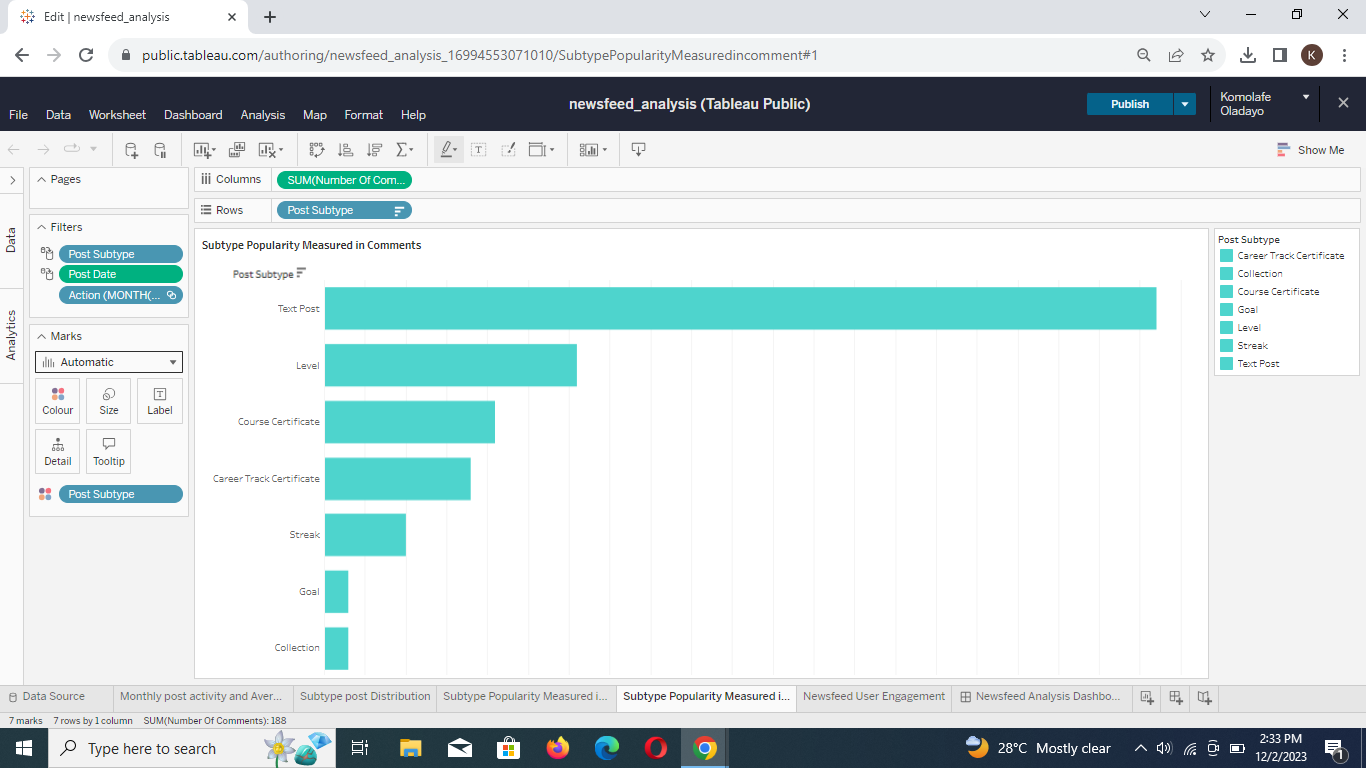 Edit | newsfeed_analysis
public.tableau.com/authoring/newsfeed_analysis_16994553071010/SubtypePopularityMeasuredincomment#1
K
newsfeed_analysis (Tableau Public)
Publish
Komolafe
Oladayo
File Data Worksheet Dashboard Analysis Map Format Help
Show Me
Pages
Columns
SUM(Number Of Com...
Rows
Post Subtype
Data
Analytics
Filters
Post Subtype
Post Date
Action (MONTH(...
Marks
Automatic
Colour Size Label
Detail Tooltip
Post Subtype
Subtype Popularity Measured in Comments
Post Subtype
Text Post
Level
Course Certificate
Career Track Certificate
Streak
Goal
Collection
Post Subtype
Career Track Certificate
Collection
Course Certificate
Goal
Level
Streak
Text Post
Data Source Monthly post activity and Aver... Subtype post Distribution Subtype Popularity Measured i... Subtype Popularity Measured i... Newsfeed User Engagement Newsfeed Analysis Dashbo...
7 marks 7 rows by 1 column SUM(Number Of Comments): 188
Type here to search
28°C Mostly clear
2:33 PM
12/2/2023
1